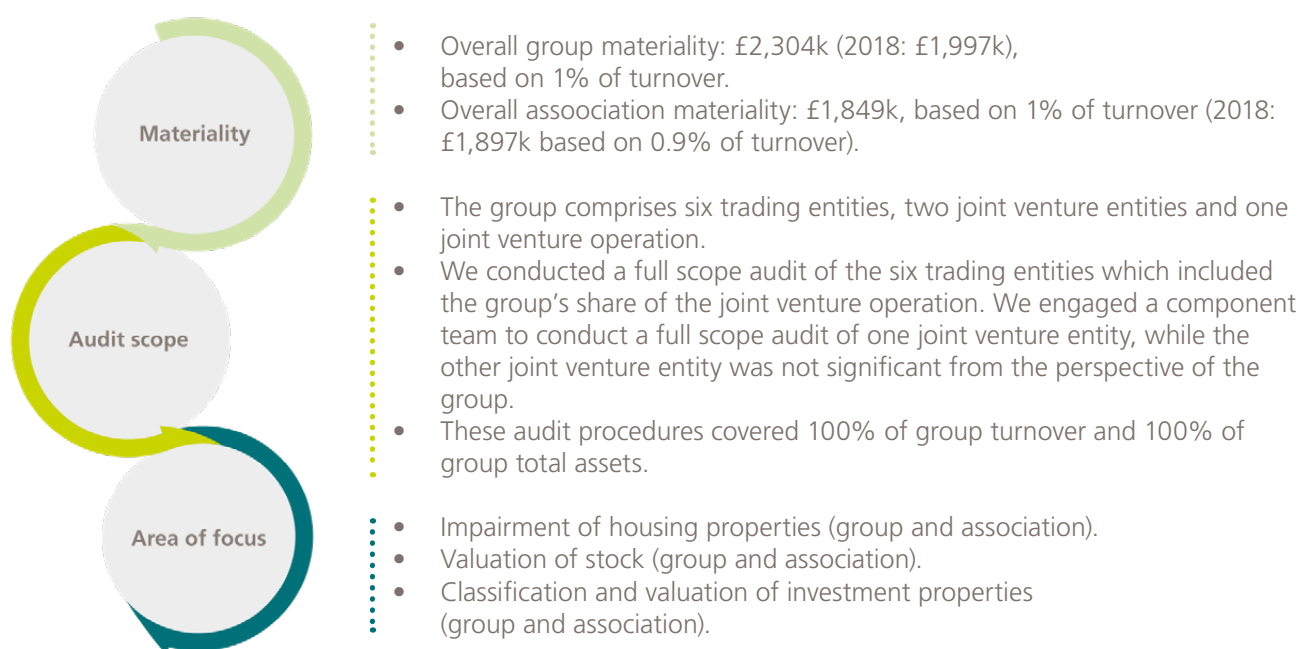 Materiality
• Overall group materiality: £2,304k (2018: £1,997k),
based on 1% of turnover.
• Overall assoociation materiality: £1,849k, based on 1% of turnover (2018:
£1,897k based on 0.9% of turnover).
Audit scope
• The group comprises six trading entities, two joint venture entities and one
joint venture operation.
• We conducted a full scope audit of the six trading entities which included
the group’s share of the joint venture operation. We engaged a component
team to conduct a full scope audit of one joint venture entity, while the
other joint venture entity was not significant from the perspective of the
group.
• These audit procedures covered 100% of group turnover and 100% of
group total assets.
Area of focus
• Impairment of housing properties (group and association).
• Valuation of stock (group and association).
• Classification and valuation of investment properties
(group and association).